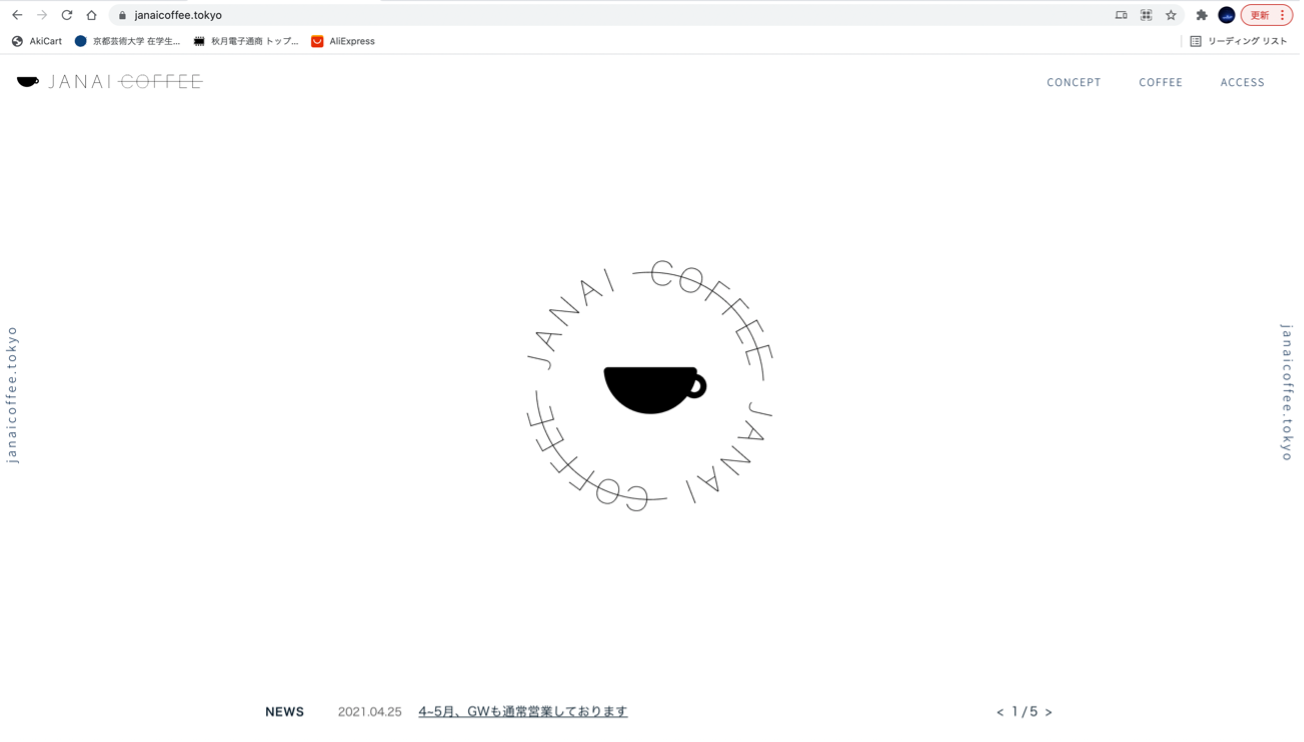 janaicoffee.tokyo
更新
AkiCart 京都芸術大学 在学生... 秋月電子通商 トップ... AliExpress リーディング リスト
JANAI COFFEE
CONCEPT COFFEE ACCESS
JANAI COFFEE JANAI COFFEE
janaicoffee.tokyo
janaicoffee.tokyo
NEWS 2021.04.25 4~5月、GWも通常営業しております < 1/5 >